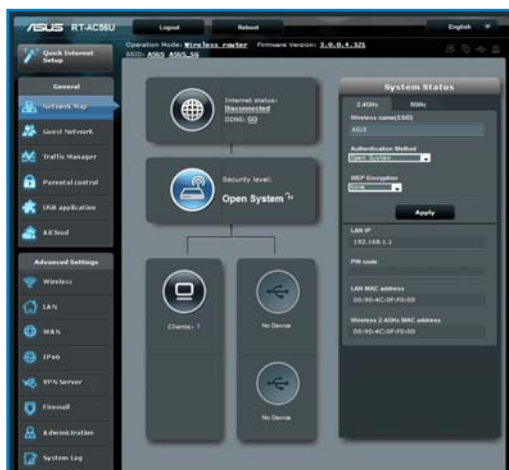 ASUS RT-AC56U
Logout
Reboot
English
Quick Internet
Setup
Operation Mode: Wireless router Firmware Version: 3.0.0.4.321
SSID: ASUS ASUS_5G
General
Network Map
Guest Network
Traffic Manager
Parental control
USB application
AiCloud
Advanced Settings
Wireless
LAN
WAN
IPv6
VPN Server
Firewall
Administration
System Log
Internet status:
Disconnected
DDNS: GO
Security level:
Open System
Clients:
No Device
No Device
System Status
2.4GHz
5GHz
Wireless name(SSID)
ASUS
Authentication Method
Open System
WEP Encryption
None
Apply
LAN IP
192.168.1.1
PIN code
LAN MAC address
Wireless 2.4GHz MAC address